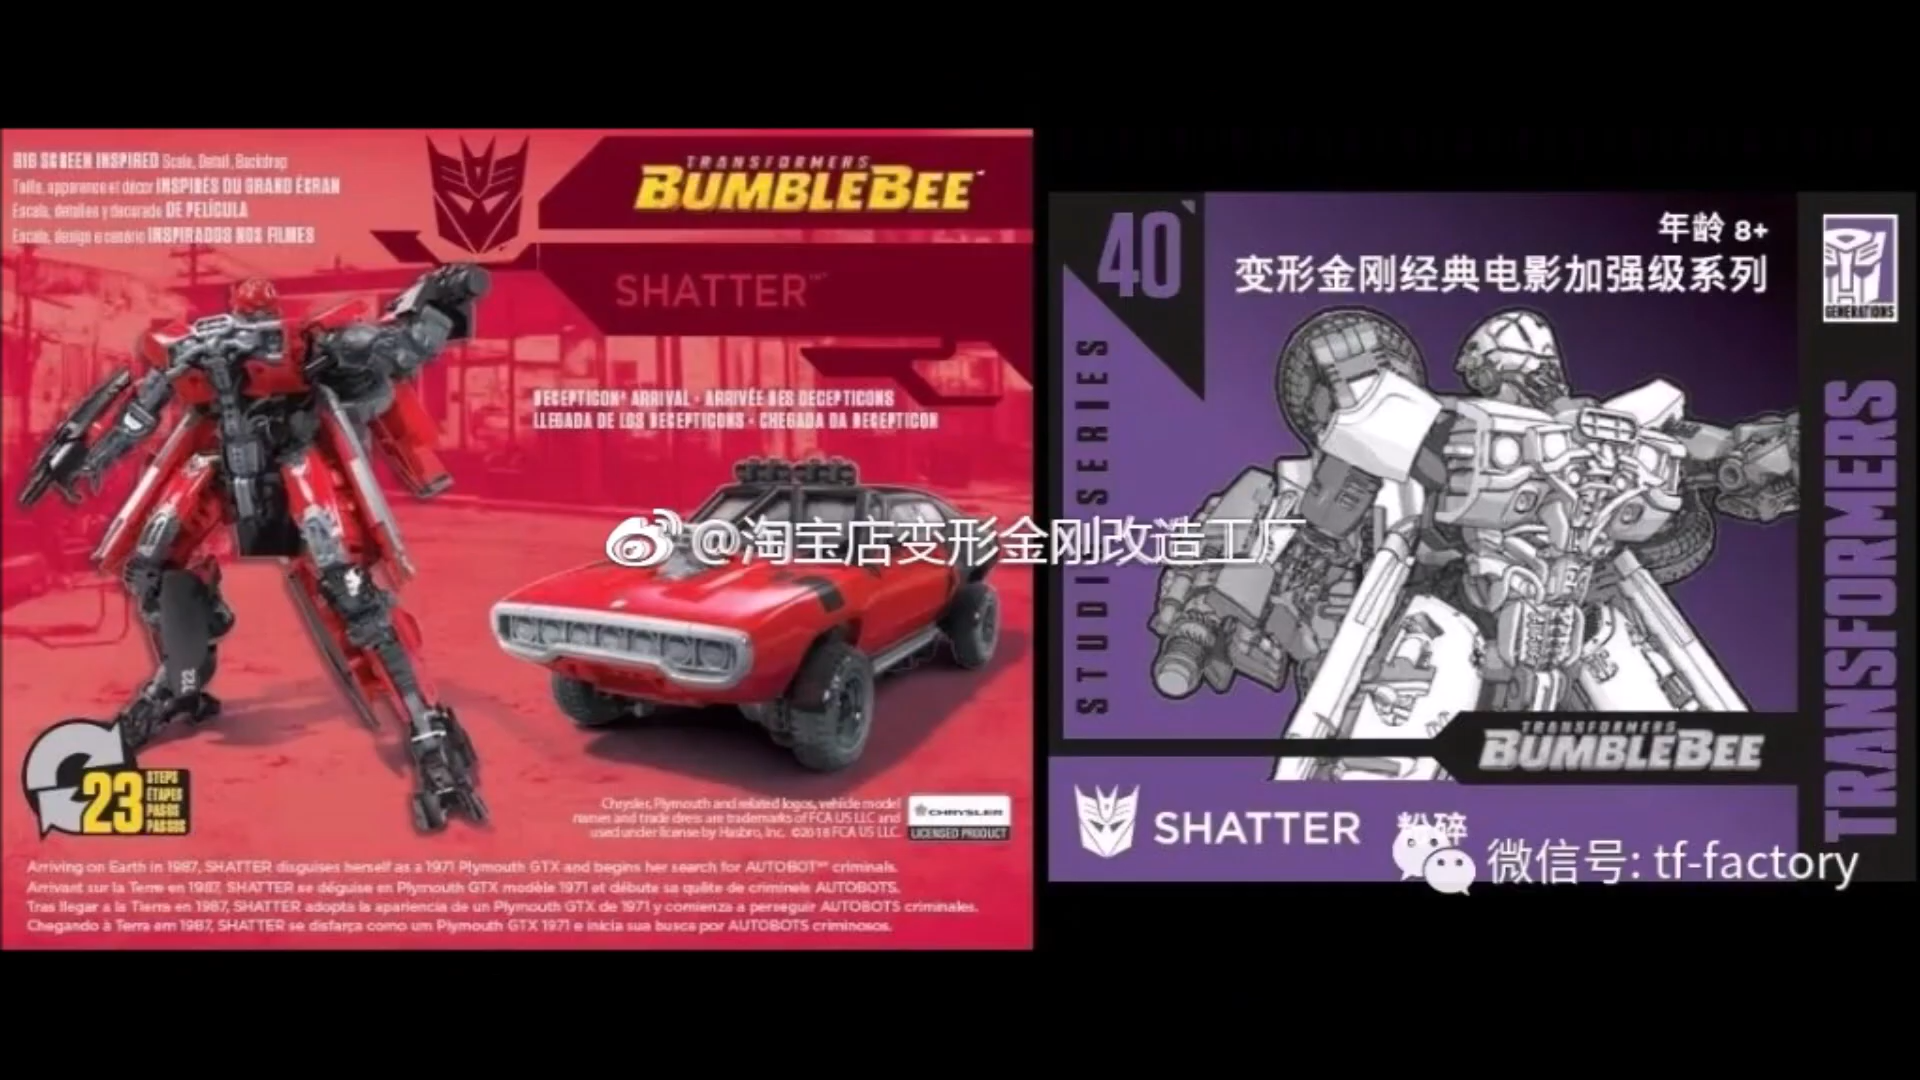 BIG SCREEN INSPIRED Scale, Detail, Backdrop
Taille, apparence et décor INSPIRÉS DU GRAND ÉCRAN
Escala, detalles y decorado DE PELÍCULA
Escala, design e cenário INSPIRADOS NOS FILMES
TRANSFORMERS
BUMBLEBEE
SHATTER™
DECEPTICON® ARRIVAL • ARRIVÉE DES DECEPTICONS
LLEGADA DE LOS DECEPTICONS • CHEGADA DA DECEPTICON
@淘宝店变形金刚改造工厂
122
23
STEPS
ÉTAPES
PASOS
PASSOS
Chrysler, Plymouth and related logos, vehicle model
names and trade dress are trademarks of FCA US LLC and
used under license by Hasbro, Inc. ©2018 FCA US LLC.
CHRYSLER
LICENSED PRODUCT
Arriving on Earth in 1987, SHATTER disguises herself as a 1971 Plymouth GTX and begins her search for AUTOBOT™ criminals.
Arrivant sur la Terre en 1987, SHATTER se déguise en Plymouth GTX modèle 1971 et débute sa quête de criminels AUTOBOTS.
Tras llegar a la Tierra en 1987, SHATTER adopta la apariencia de un Plymouth GTX de 1971 y comienza a perseguir AUTOBOTS criminales.
Chegando à Terra em 1987, SHATTER se disfarça como um Plymouth GTX 1971 e inicia sua busca por AUTOBOTS criminosos.
40
年龄 8+
变形金刚经典电影加强级系列
GENERATIONS
STUDIO SERIES
TRANSFORMERS
TRANSFORMERS
BUMBLEBEE
SHATTER 粉碎
微信号: tf-factory